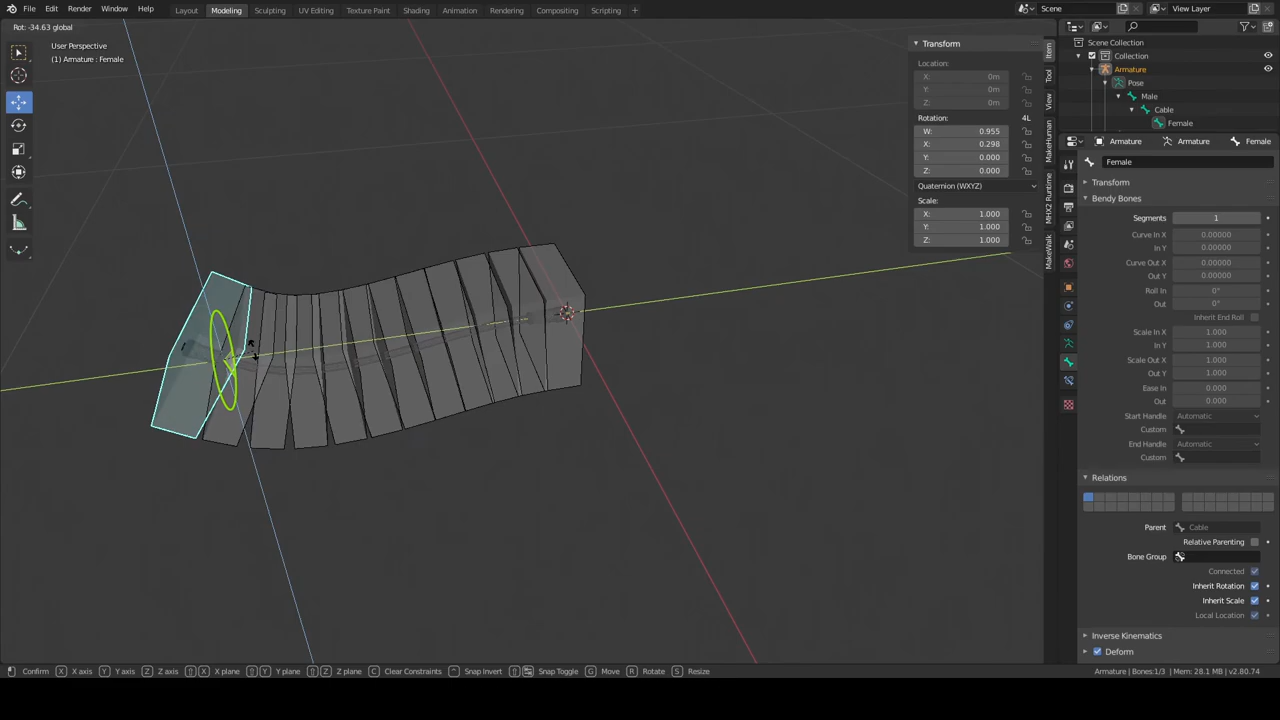 File Edit Render Window Help Layout Modeling Sculpting UV Editing Texture Paint Shading Animation Rendering Compositing Scripting + Scene View Layer
Rot: -34.63 global
User Perspective
(1) Armature : Female
Transform
Location:
X: 0m
Y: 0m
Z: 0m
Rotation: 4L
W: 0.955
X: 0.298
Y: 0.000
Z: 0.000
Quaternion (WXYZ)
Scale:
X: 1.000
Y: 1.000
Z: 1.000
Item
Tool
View
MakeHuman
MHX2 Runtime
MakeWalk
Scene Collection
Collection
Armature
Pose
Male
Cable
Female
Armature Armature Female
Female
Transform
Bendy Bones
Segments 1
Curve In X 0.00000
In Y 0.00000
Curve Out X 0.00000
Out Y 0.00000
Roll In 0°
Out 0°
Inherit End Roll
Scale In X 1.000
In Y 1.000
Scale Out X 1.000
Out Y 1.000
Ease In 0.000
Out 0.000
Start Handle Automatic
Custom
End Handle Automatic
Custom
Relations
Parent Cable
Relative Parenting
Bone Group
Connected
Inherit Rotation
Inherit Scale
Local Location
Inverse Kinematics
Deform
Confirm X X axis Y Y axis Z Z axis X X plane Y Y plane Z Z plane C Clear Constraints Snap Invert Snap Toggle G Move R Rotate S Resize Armature | Bones:1/3 | Mem: 28.1 MB | v2.80.74